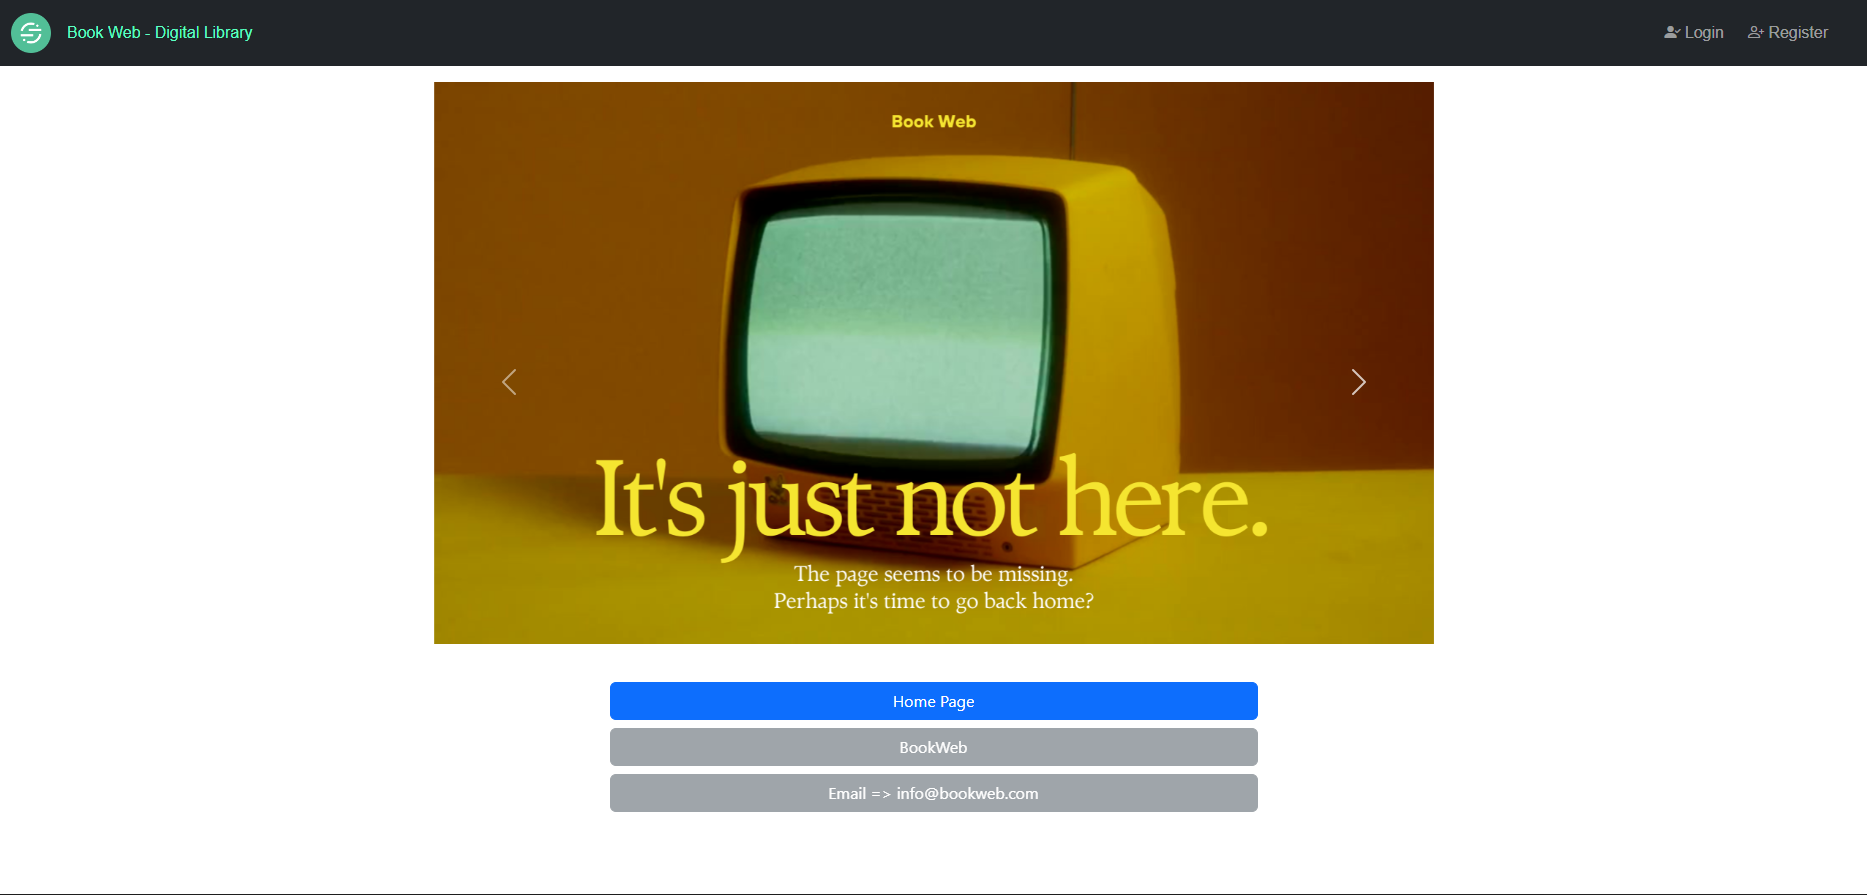 Book Web - Digital Library
Login
Register
Book Web
It's just not here.
The page seems to be missing.
Perhaps it's time to go back home?
Home Page
BookWeb
Email => info@bookweb.com